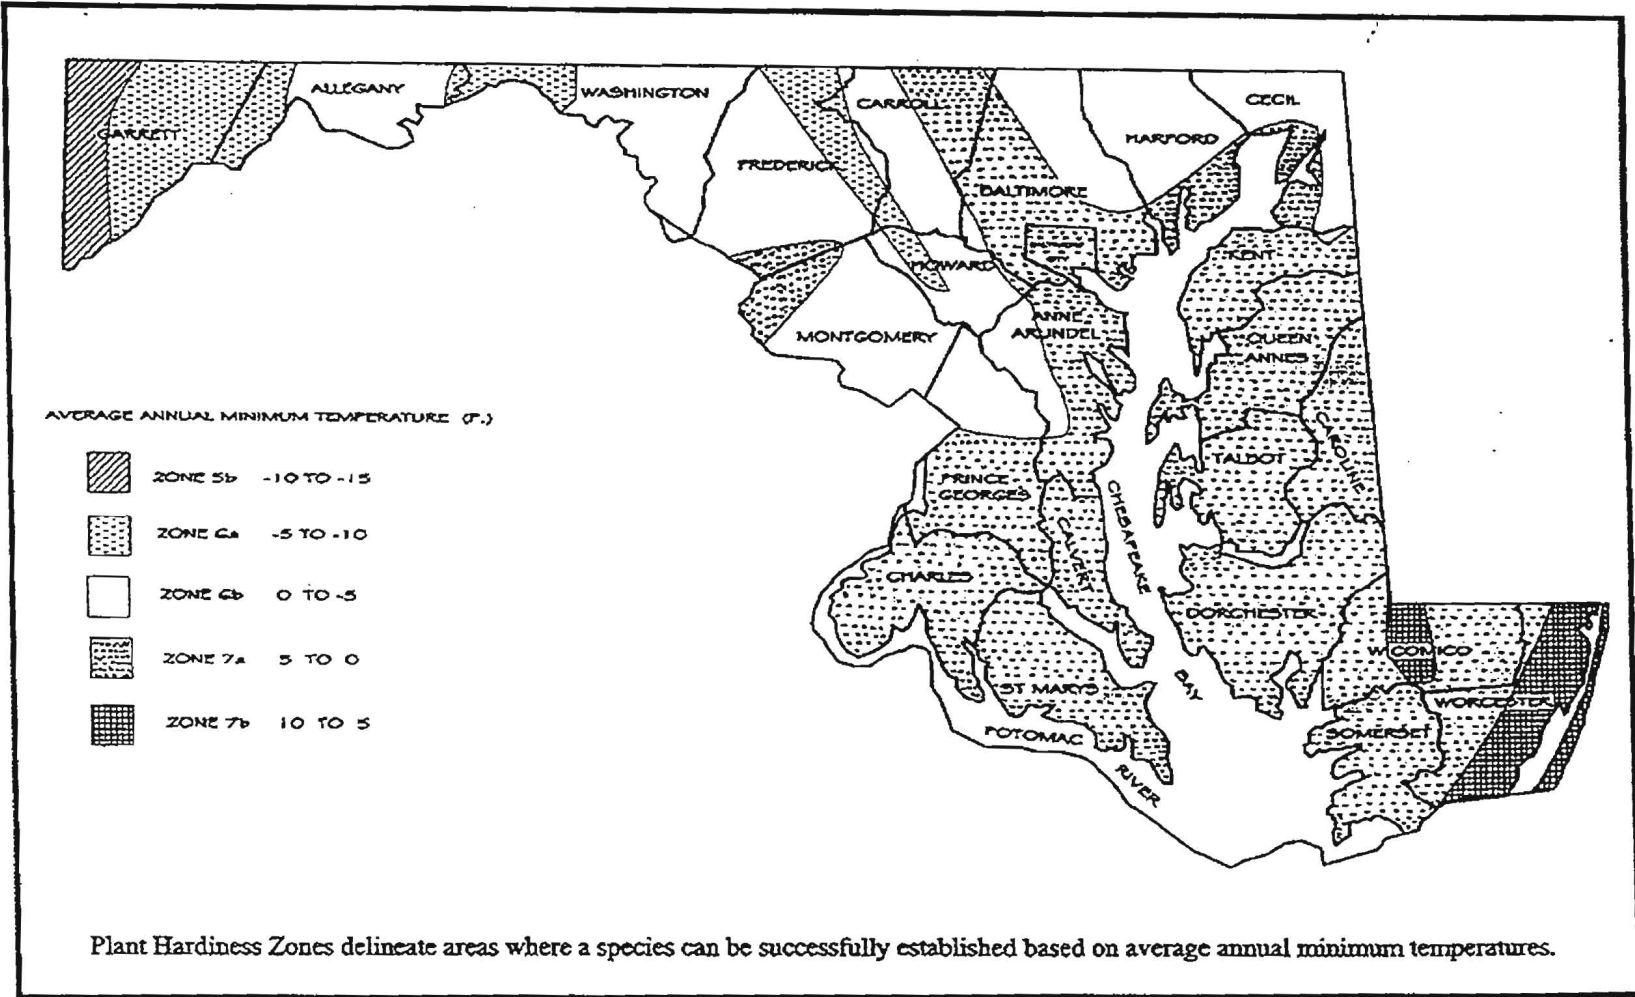 ALLEGANY
WASHINGTON
CARROLL
CECIL
GARRETT
HARFORD
FREDERICK
BALTIMORE
KENT
HOWARD
ANNE
ARUNDEL
MONTGOMERY
QUEEN
ANNES
AVERAGE ANNUAL MINIMUM TEMPERATURE (F.)
ZONE 5b -10 TO -15
ZONE 6a -5 TO -10
ZONE 6b 0 TO -5
ZONE 7a 5 TO 0
ZONE 7b 10 TO 5
CAROLINE
TALBOT
PRINCE
GEORGES
CHESAPEAKE
BAY
CALVERT
CHARLES
DORCHESTER
WICOMICO
ST MARYS
WORCESTER
SOMERSET
POTOMAC
RIVER
Plant Hardiness Zones delineate areas where a species can be successfully established based on average annual minimum temperatures.